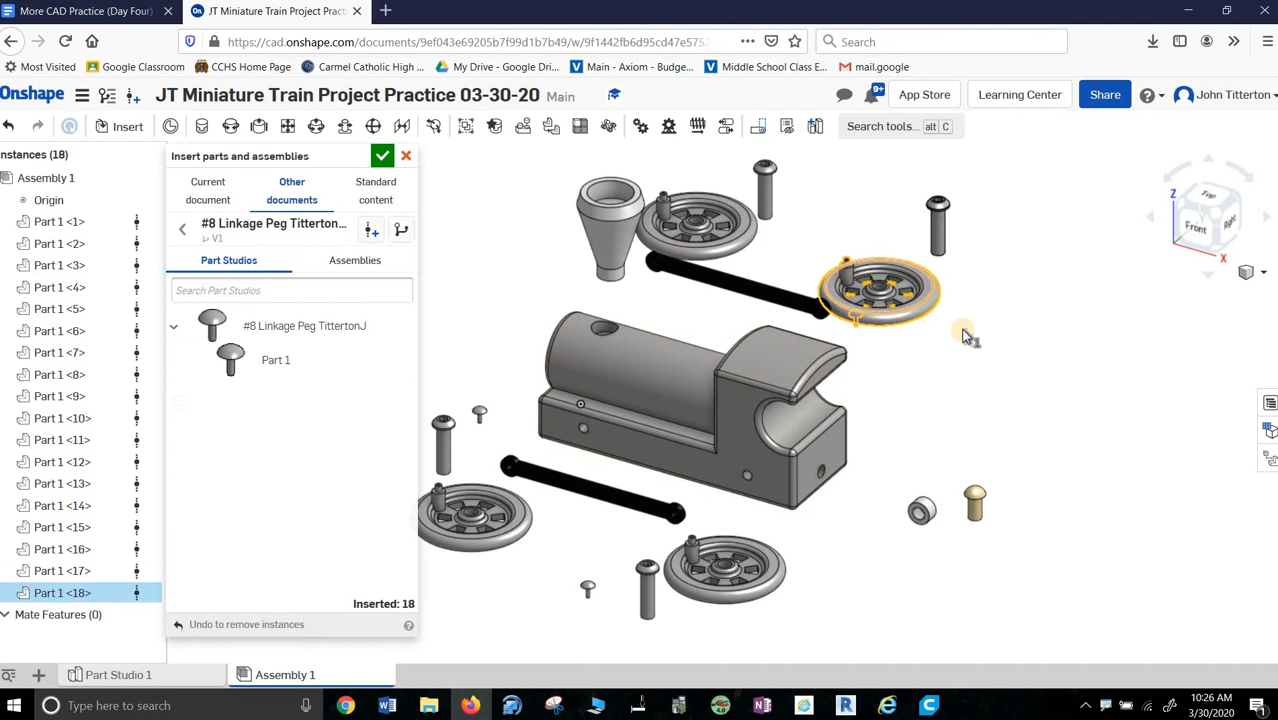 More CAD Practice (Day Four)
JT Miniature Train Project Pract
https://cad.onshape.com/documents/9ef043e69205b7f99d1b7b49/w/9f1442fb6d95cd47e5752
Search
Most Visited
Google Classroom
CCHS Home Page
Carmel Catholic High ...
My Drive - Google Dri...
Main - Axiom - Budge...
Middle School Class E...
mail.google
Onshape
JT Miniature Train Project Practice 03-30-20
Main
9+
App Store
Learning Center
Share
John Titterton
Insert
Search tools...
alt
C
nstances (18)
Assembly 1
Origin
Part 1 <1>
Part 1 <2>
Part 1 <3>
Part 1 <4>
Part 1 <5>
Part 1 <6>
Part 1 <7>
Part 1 <8>
Part 1 <9>
Part 1 <10>
Part 1 <11>
Part 1 <12>
Part 1 <13>
Part 1 <14>
Part 1 <15>
Part 1 <16>
Part 1 <17>
Part 1 <18>
Mate Features (0)
Insert parts and assemblies
Current document
Other documents
Standard content
#8 Linkage Peg Titterton...
V1
Part Studios
Assemblies
Search Part Studios
#8 Linkage Peg TittertonJ
Part 1
Inserted: 18
Undo to remove instances
Z
Top
Front
Right
X
Part Studio 1
Assembly 1
Type here to search
10:26 AM
3/30/2020